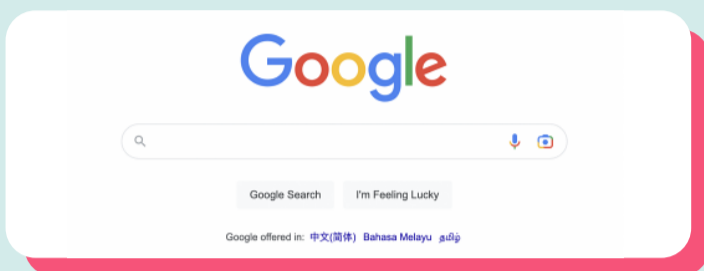 Google
Google Search I'm Feeling Lucky
Google offered in: 中文(简体) Bahasa Melayu தமிழ்